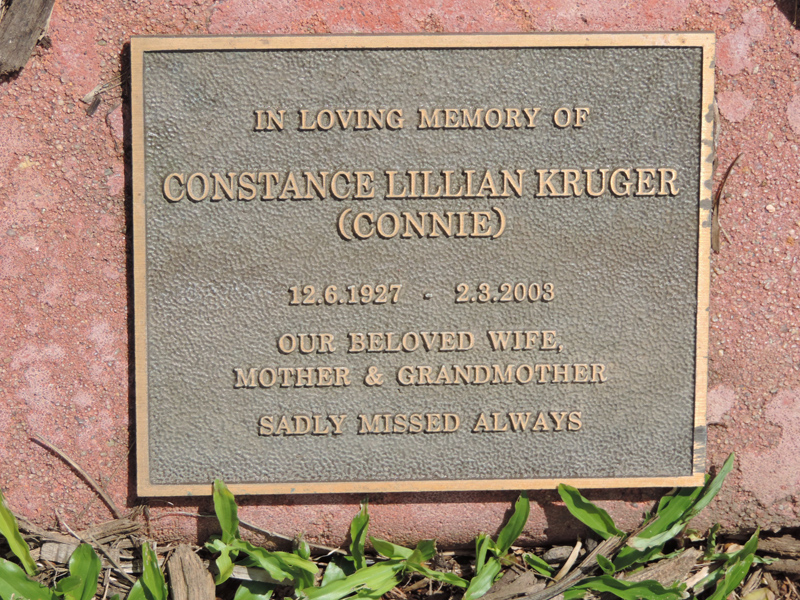 IN LOVING MEMORY OF
CONSTANCE LILLIAN KRUGER
(CONNIE)
12.6.1927 - 2.3.2003
OUR BELOVED WIFE,
MOTHER & GRANDMOTHER
SADLY MISSED ALWAYS